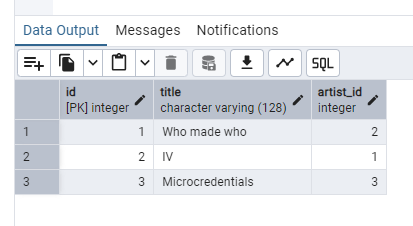 Data Output Messages Notifications
SQL
id title artist_id
[PK] integer character varying (128) integer
1 1 Who made who 2
2 2 IV 1
3 3 Microcredentials 3